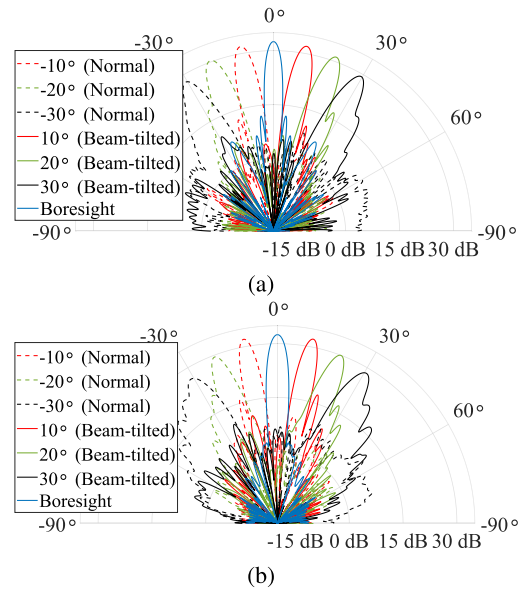 0°
-30°
30°
-10° (Normal)
-20° (Normal)
-30° (Normal)
10° (Beam-tilted)
20° (Beam-tilted)
30° (Beam-tilted)
Boresight
60°
-90°
-90°
-15 dB 0 dB 15 dB 30 dB
(a)
0°
-30°
30°
-10° (Normal)
-20° (Normal)
-30° (Normal)
10° (Beam-tilted)
20° (Beam-tilted)
30° (Beam-tilted)
Boresight
60°
-90°
-90°
-15 dB 0 dB 15 dB 30 dB
(b)